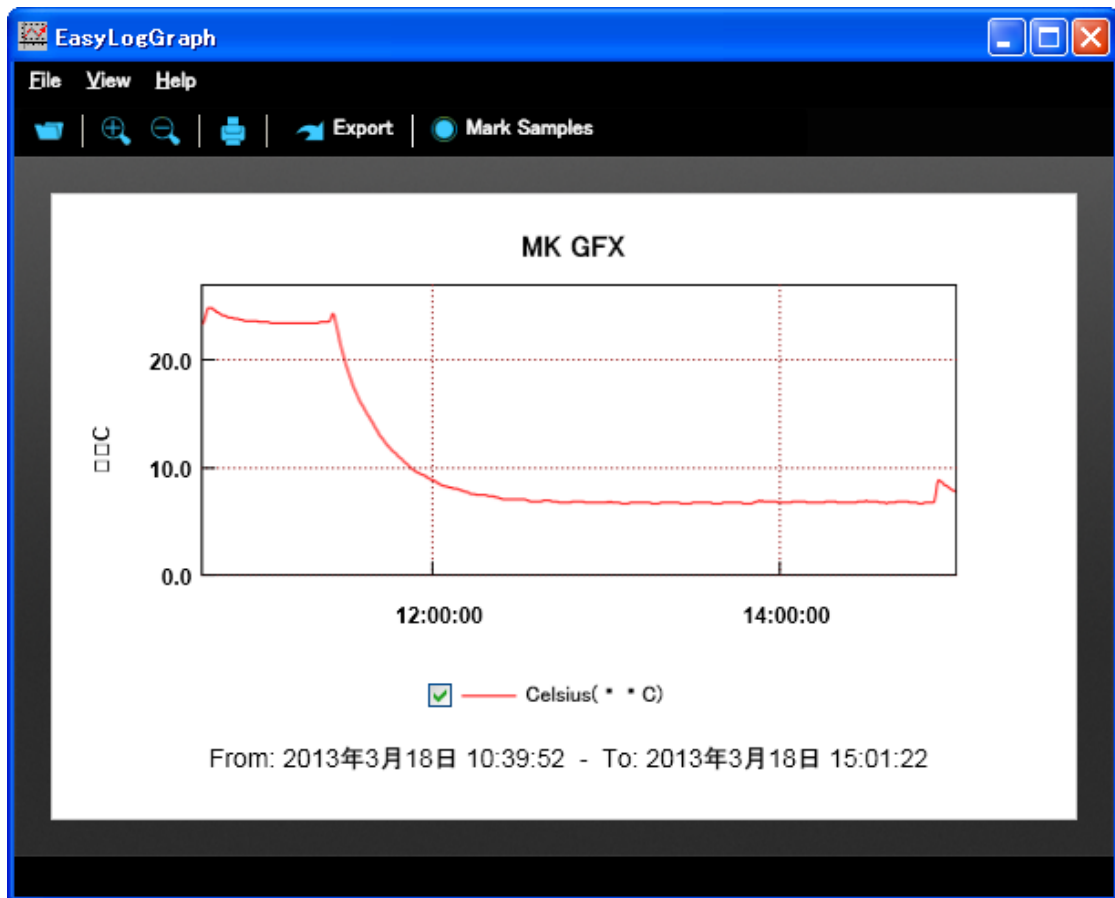 EasyLogGraph
File View Help
Export Mark Samples
MK GFX
20.0
□□C
10.0
0.0
12:00:00 14:00:00
Celsius(・・C)
From: 2013年3月18日 10:39:52 - To: 2013年3月18日 15:01:22